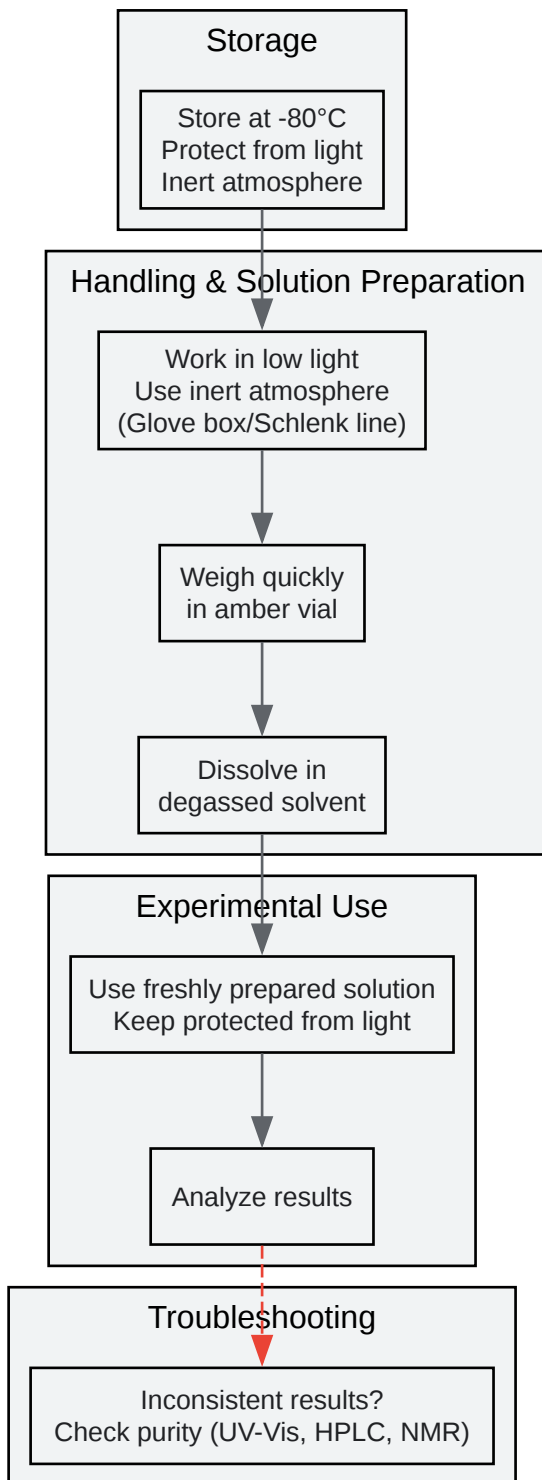 Storage
Store at -80°C
Protect from light
Inert atmosphere
Handling & Solution Preparation
Work in low light
Use inert atmosphere
(Glove box/Schlenk line)
Weigh quickly
in amber vial
Dissolve in
degassed solvent
Experimental Use
Use freshly prepared solution
Keep protected from light
Analyze results
Troubleshooting
Inconsistent results?
Check purity (UV-Vis, HPLC, NMR)